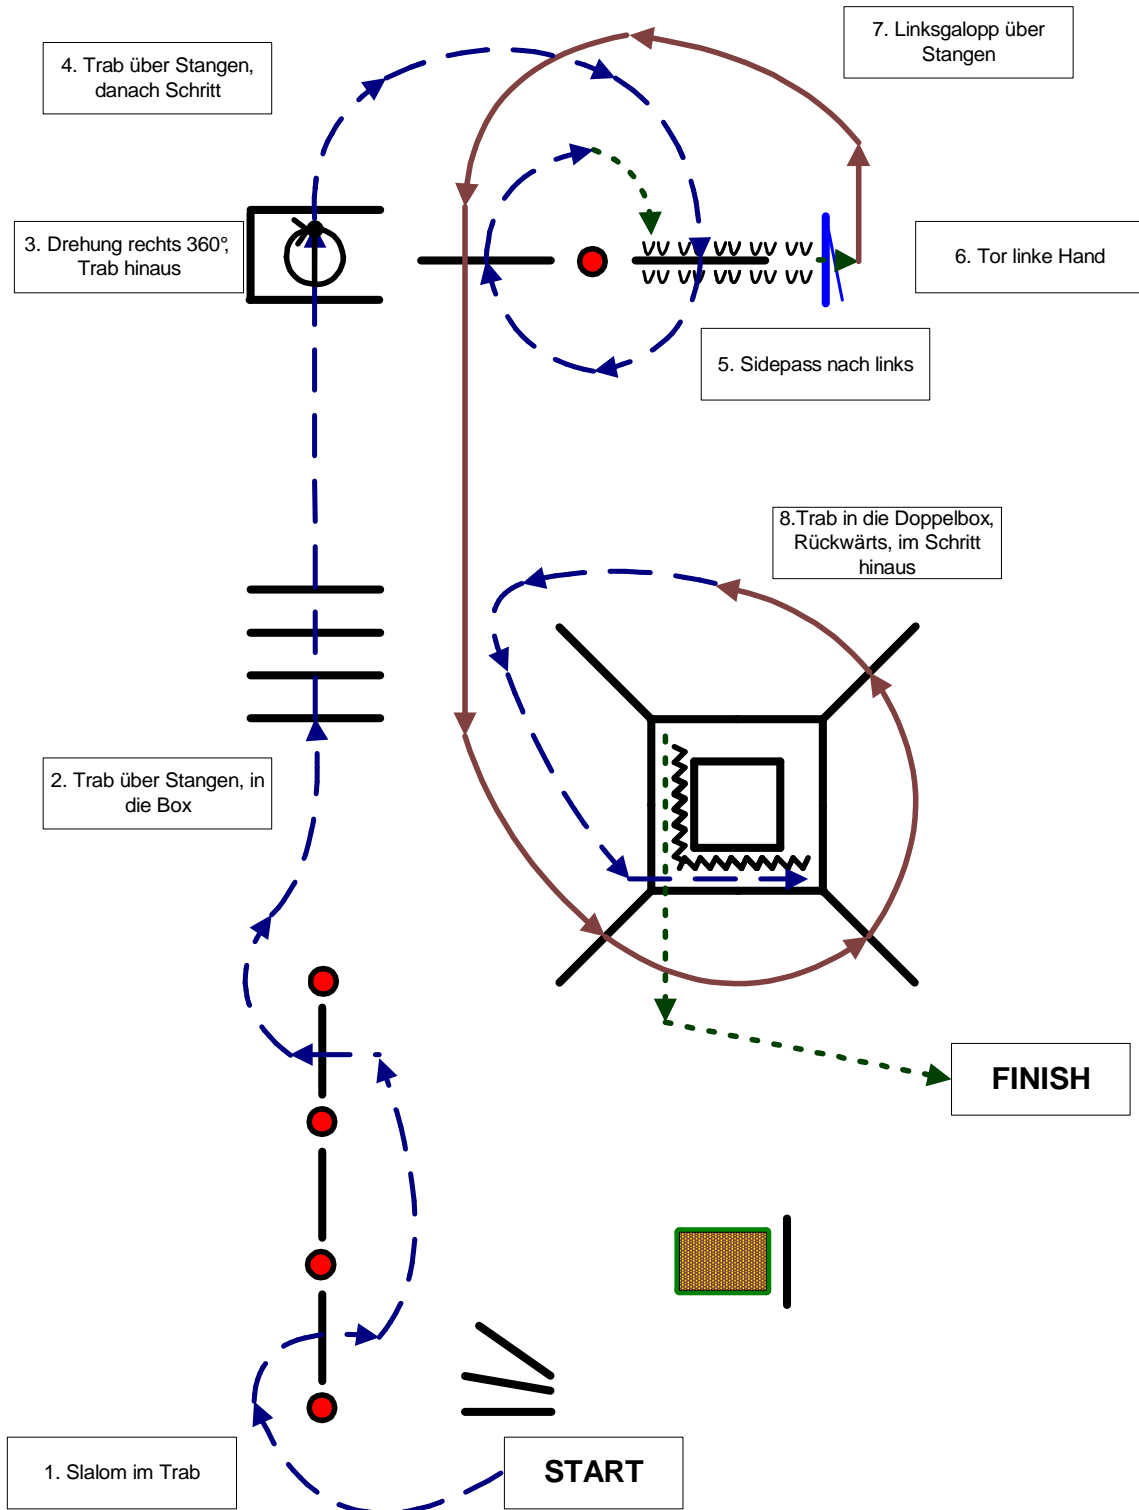 7. Linksgalopp über
Stangen
4. Trab über Stangen,
danach Schritt
3. Drehung rechts 360°,
Trab hinaus
6. Tor linke Hand
5. Sidepass nach links
8.Trab in die Doppelbox,
Rückwärts, im Schritt
hinaus
2. Trab über Stangen, in
die Box
FINISH
1. Slalom im Trab
START